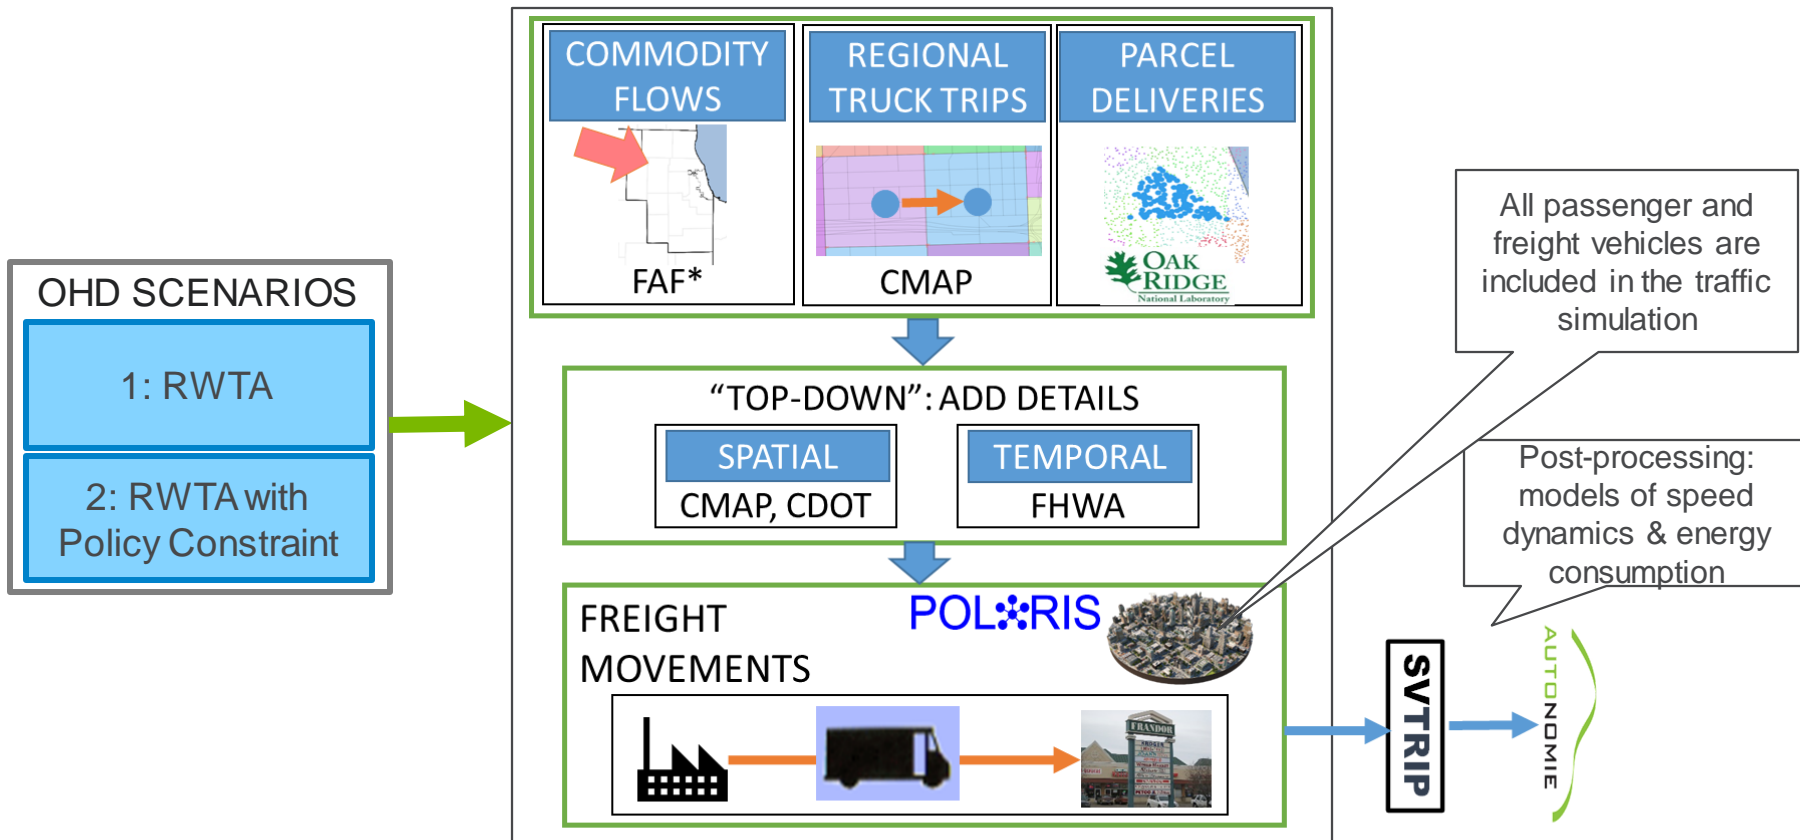 COMMODITY
FLOWS
FAF*
REGIONAL
TRUCK TRIPS
CMAP
PARCEL
DELIVERIES
OAK
RIDGE
National Laboratory
OHD SCENARIOS
1: RWTA
2: RWTA with
Policy Constraint
“TOP-DOWN”: ADD DETAILS
SPATIAL
CMAP, CDOT
TEMPORAL
FHWA
FREIGHT
MOVEMENTS
POLARIS
FRANDOR
All passenger and
freight vehicles are
included in the traffic
simulation
Post-processing:
models of speed
dynamics & energy
consumption
SVTRIP
AUTONOMIE